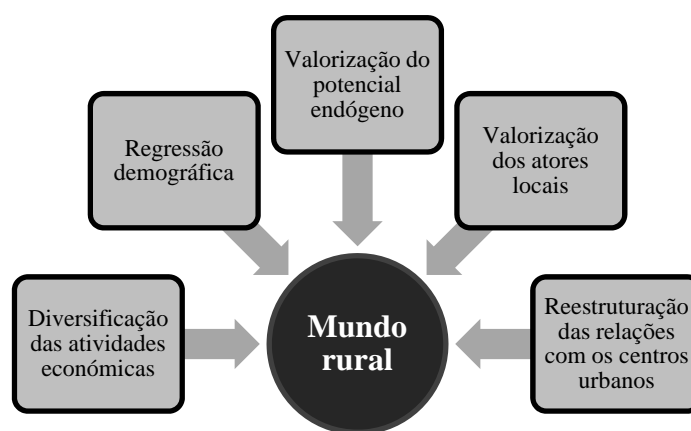 Valorização do
potencial
endógeno
Regressão
demográfica
Valorização
dos atores
locais
Diversificação
das atividades
económicas
Mundo
rural
Reestruturação
das relações
com os centros
urbanos